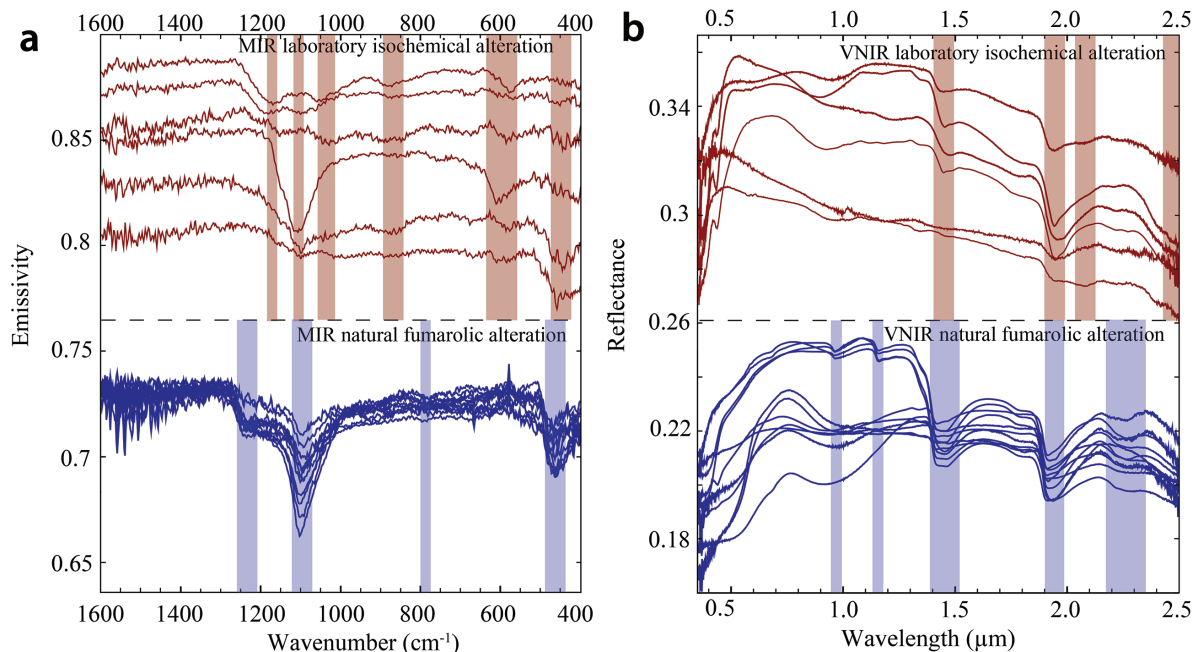 a
1600 1400 1200 1000 800 600 400
MIR laboratory isochemical alteration
0.85
0.8
MIR natural fumarolic alteration
0.75
0.7
0.65
Emissivity
1600 1400 1200 1000 800 600 400
Wavenumber (cm-1)
b
0.5 1.0 1.5 2.0 2.5
VNIR laboratory isochemical alteration
0.34
0.3
0.26
VNIR natural fumarolic alteration
0.22
0.18
Reflectance
0.5 1.0 1.5 2.0 2.5
Wavelength (μm)